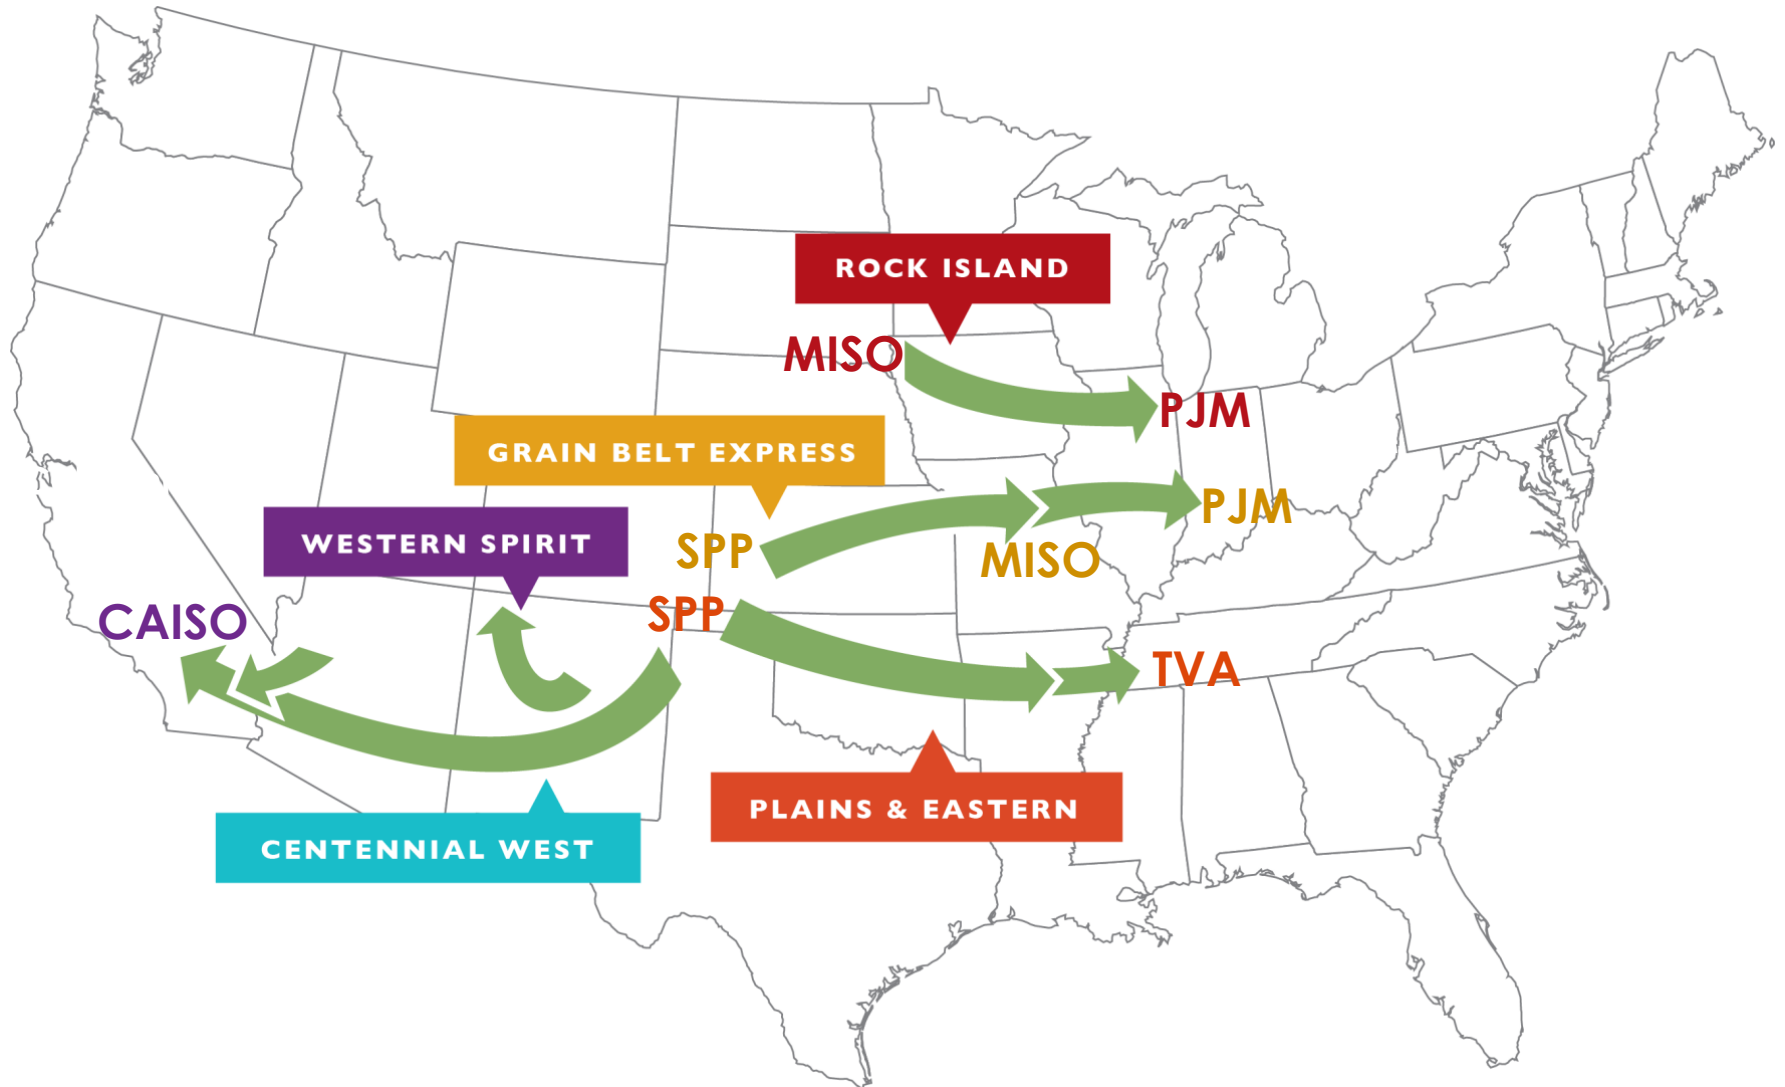 ROCK ISLAND
MISO
PJM
GRAIN BELT EXPRESS
PJM
WESTERN SPIRIT
SPP
MISO
SPP
CAISO
TVA
PLAINS & EASTERN
CENTENNIAL WEST